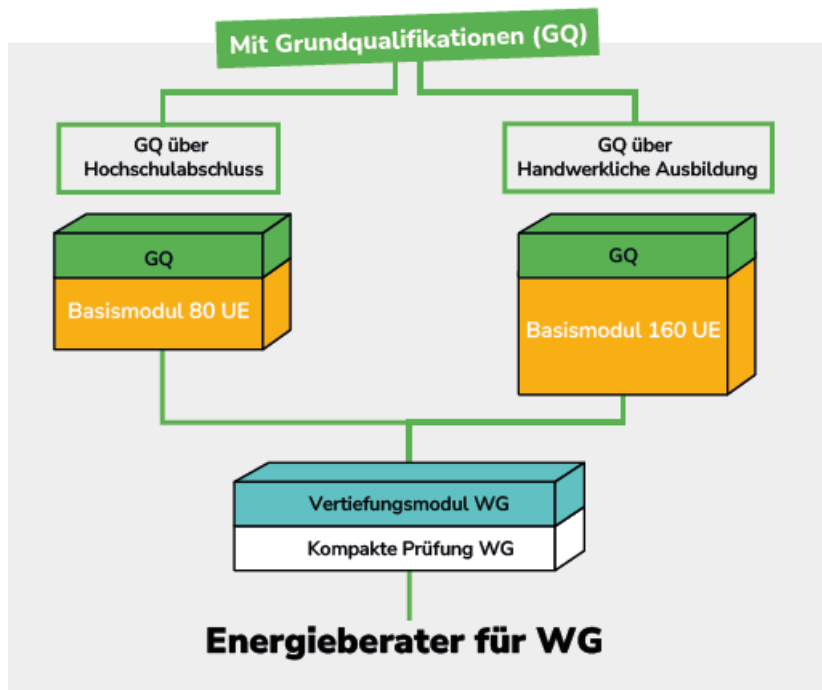 Mit Grundqualifikationen (GQ)
GQ über
Hochschulabschluss
GQ über
Handwerkliche Ausbildung
GQ
Basismodul 80 UE
GQ
Basismodul 160 UE
Vertiefungsmodul WG
Kompakte Prüfung WG
Energieberater für WG